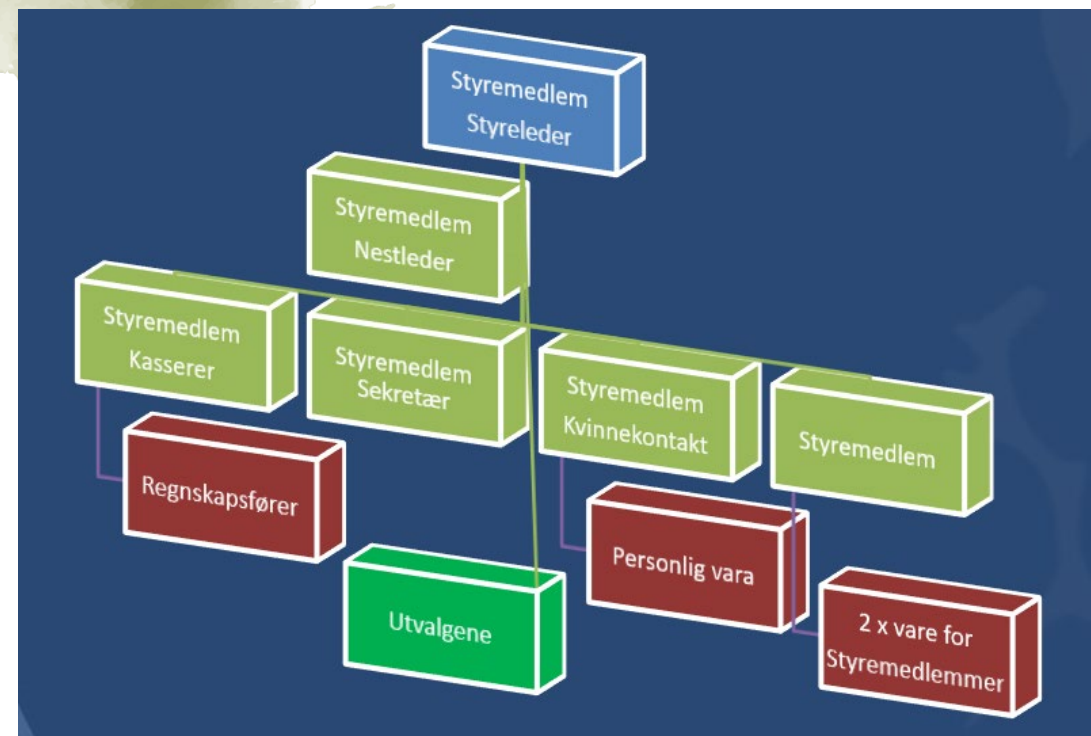 Styremedlem
Styreleder
Styremedlem
Nestleder
Styremedlem
Kasserer
Styremedlem
Sekretær
Styremedlem
Kvinnekontakt
Styremedlem
Regnskapsfører
Personlig vara
2 x vare for
Styremedlemmer
Utvalgene